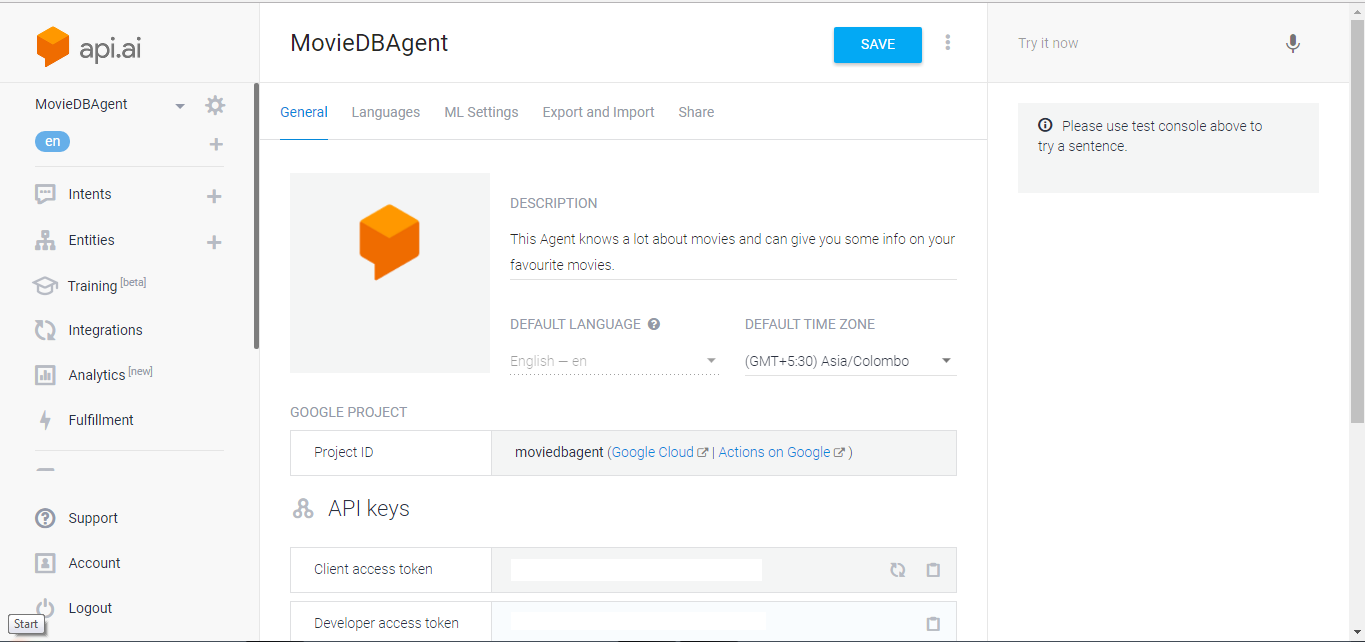 api.ai
MovieDBAgent
en
Intents
Entities
Training [beta]
Integrations
Analytics [new]
Fulfillment
Support
Account
Logout
Start
MovieDBAgent
SAVE
General Languages ML Settings Export and Import Share
DESCRIPTION
This Agent knows a lot about movies and can give you some info on your
favourite movies.
DEFAULT LANGUAGE
English — en
DEFAULT TIME ZONE
(GMT+5:30) Asia/Colombo
GOOGLE PROJECT
Project ID
moviedbagent (Google Cloud | Actions on Google )
API keys
Client access token
Developer access token
Try it now
Please use test console above to
try a sentence.